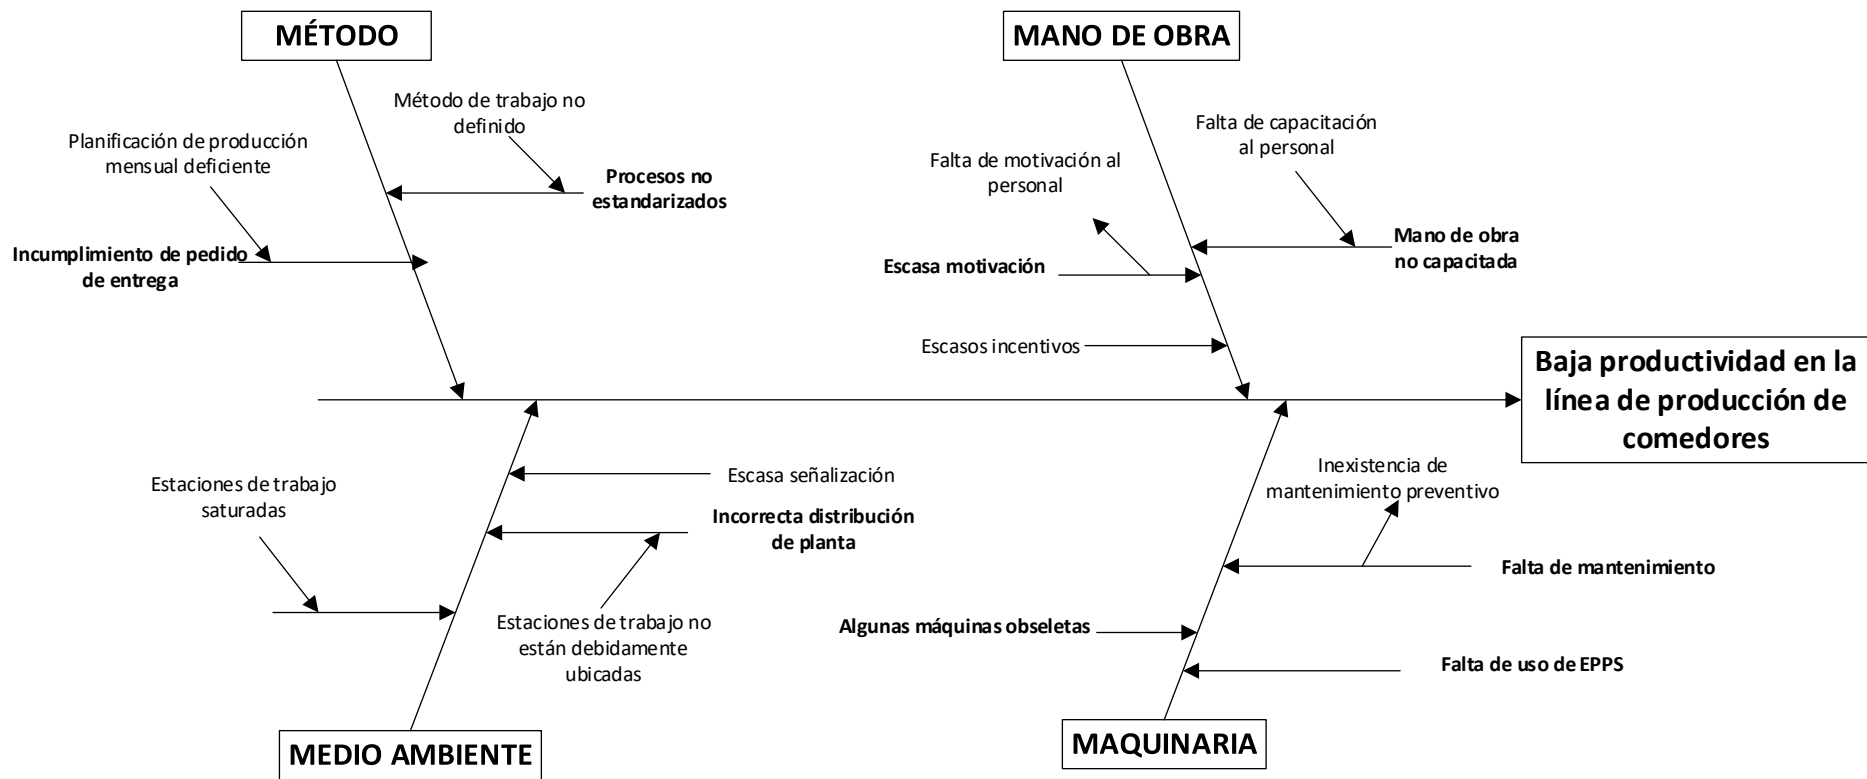 MÉTODO
MANO DE OBRA
Método de trabajo no
definido
Planificación de producción
mensual deficiente
Procesos no
estandarizados
Incumplimiento de pedido
de entrega
Falta de capacitación
al personal
Falta de motivación al
personal
Mano de obra
no capacitada
Escasa motivación
Escasos incentivos
Baja productividad en la
línea de producción de
comedores
Estaciones de trabajo
saturadas
Escasa señalización
Incorrecta distribución
de planta
Estaciones de trabajo no
están debidamente
ubicadas
Inexistencia de
mantenimiento preventivo
Falta de mantenimiento
Algunas máquinas obseletas
Falta de uso de EPPS
MEDIO AMBIENTE
MAQUINARIA